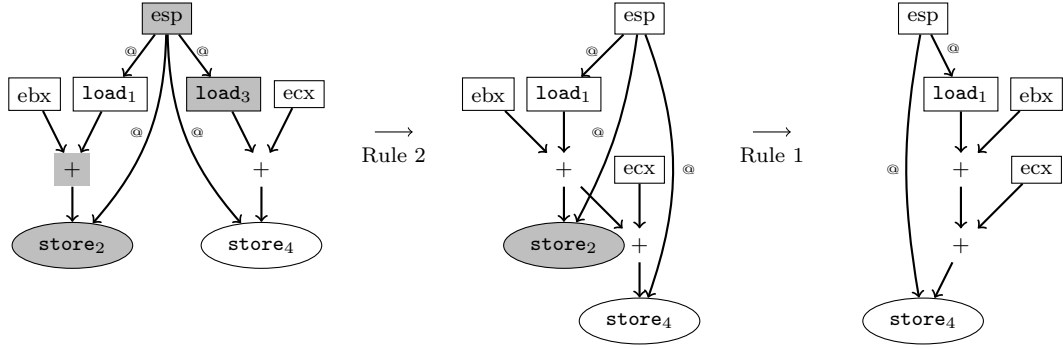 esp
@ @
ebx load₁ load₃ ecx
@ @
+ +
store₂ store₄
→
Rule 2
esp
@
ebx load₁
@
+ ecx
@
store₂ +
store₄
→
Rule 1
esp
@
load₁ ebx
@ + ecx
+
store₄